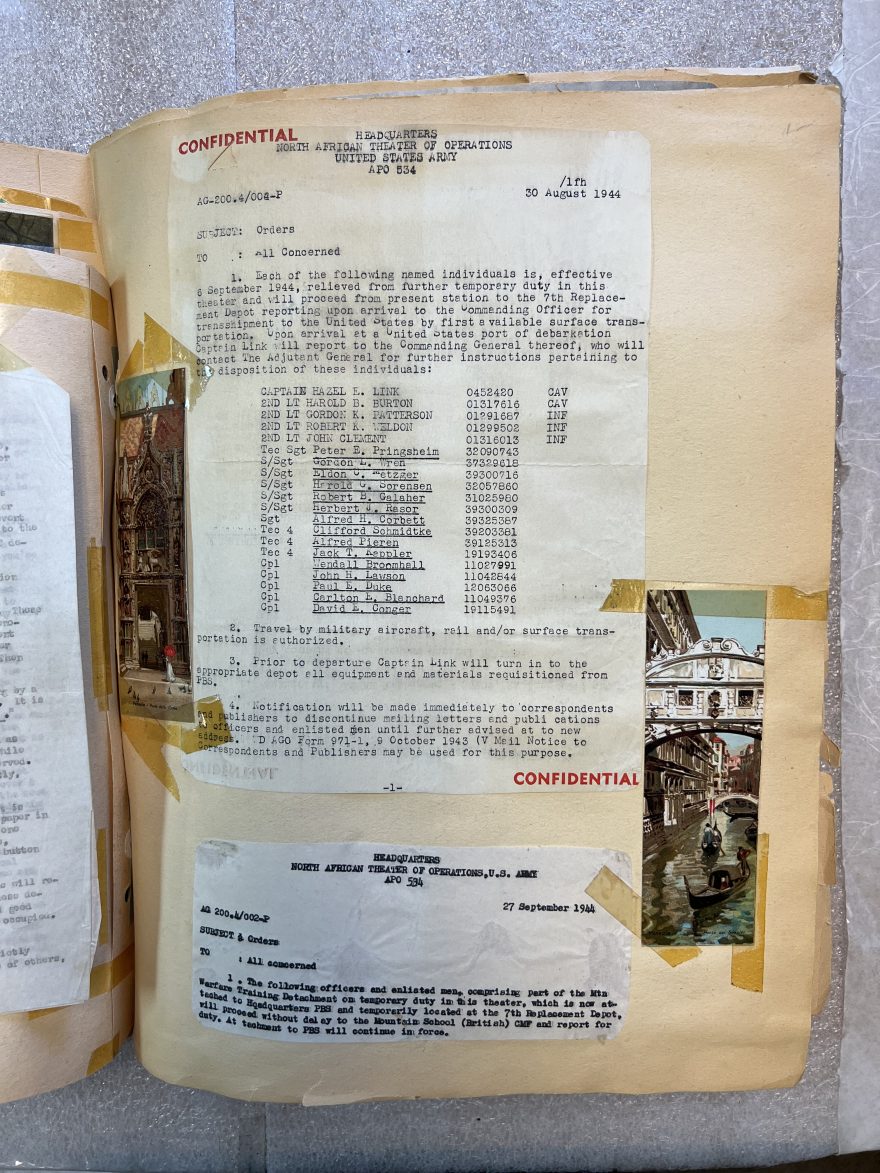 CONFIDENTIAL
HEADQUARTERS
NORTH AFRICAN THEATER OF OPERATIONS
UNITED STATES ARMY
APO 534
/lfh
AG-200.4/002-P 30 August 1944
SUBJECT: Orders
TO : All Concerned
1. Each of the following named individuals is, effective
6 September 1944, relieved from further temporary duty in this
theater and will proceed from present station to the 7th Replace-
ment Depot reporting upon arrival to the Commanding Officer for
transshipment to the United States by first available surface trans-
portation. Upon arrival at a United States port of debarkation
Captain Link will report to the Commanding General thereof, who will
contact The Adjutant General for further instructions pertaining to
disposition of these individuals:
CAPTAIN HAZEL E. LINK 0452420 CAV
2ND LT HAROLD B. BURTON 01317616 CAV
2ND LT GORDON K. PATTERSON 01291687 INF
2ND LT ROBERT K. WELDON 01299502 INF
2ND LT JOHN CLEMENT 01316013 INF
Tec Sgt Peter E. Pringsheim 32090743
S/Sgt Gordon L. Wren 37329618
S/Sgt Eldon C. Metzger 39300716
S/Sgt Harold C. Sorensen 32057860
S/Sgt Robert B. Galaher 31025980
S/Sgt Herbert J. Rasor 39300309
Sgt Alfred H. Corbett 39325387
Tec 4 Clifford Schmidtke 39203381
Tec 4 Alfred Pieren 39125313
Tec 4 Jack T. Kappler 19193406
Cpl Wendall Broomhall 11027991
Cpl John H. Lawson 11042844
Cpl Paul E. Duke 12063066
Cpl Carlton E. Blanchard 11049376
Cpl David E. Conger 19115491
2. Travel by military aircraft, rail and/or surface trans-
portation is authorized.
3. Prior to departure Captain Link will turn in to the
appropriate depot all equipment and materials requisitioned from
PBS.
4. Notification will be made immediately to correspondents
and publishers to discontinue mailing letters and publi cations
officers and enlisted men until further advised at to new
address. D AGO Form 971-1, 9 October 1943 (V Mail Notice to
Correspondents and Publishers may be used for this purpose.
CONFIDENTIAL
-1-
HEADQUARTERS
NORTH AFRICAN THEATER OF OPERATIONS,U.S. ARMY
APO 534
AG 200.4/002-P 27 September 1944
SUBJECT : Orders
TO : All concerned
1. The following officers and enlisted men, comprising part of the Mtn
Warfare Training Detachment on temporary duty in this theater, which is now at-
tached to Hqadquarters PBS and temporarily located at the 7th Replacement Depot,
will proceed without delay to the Mountain School (British) CMF and report for
duty. At tachment to PBS will continue in force.